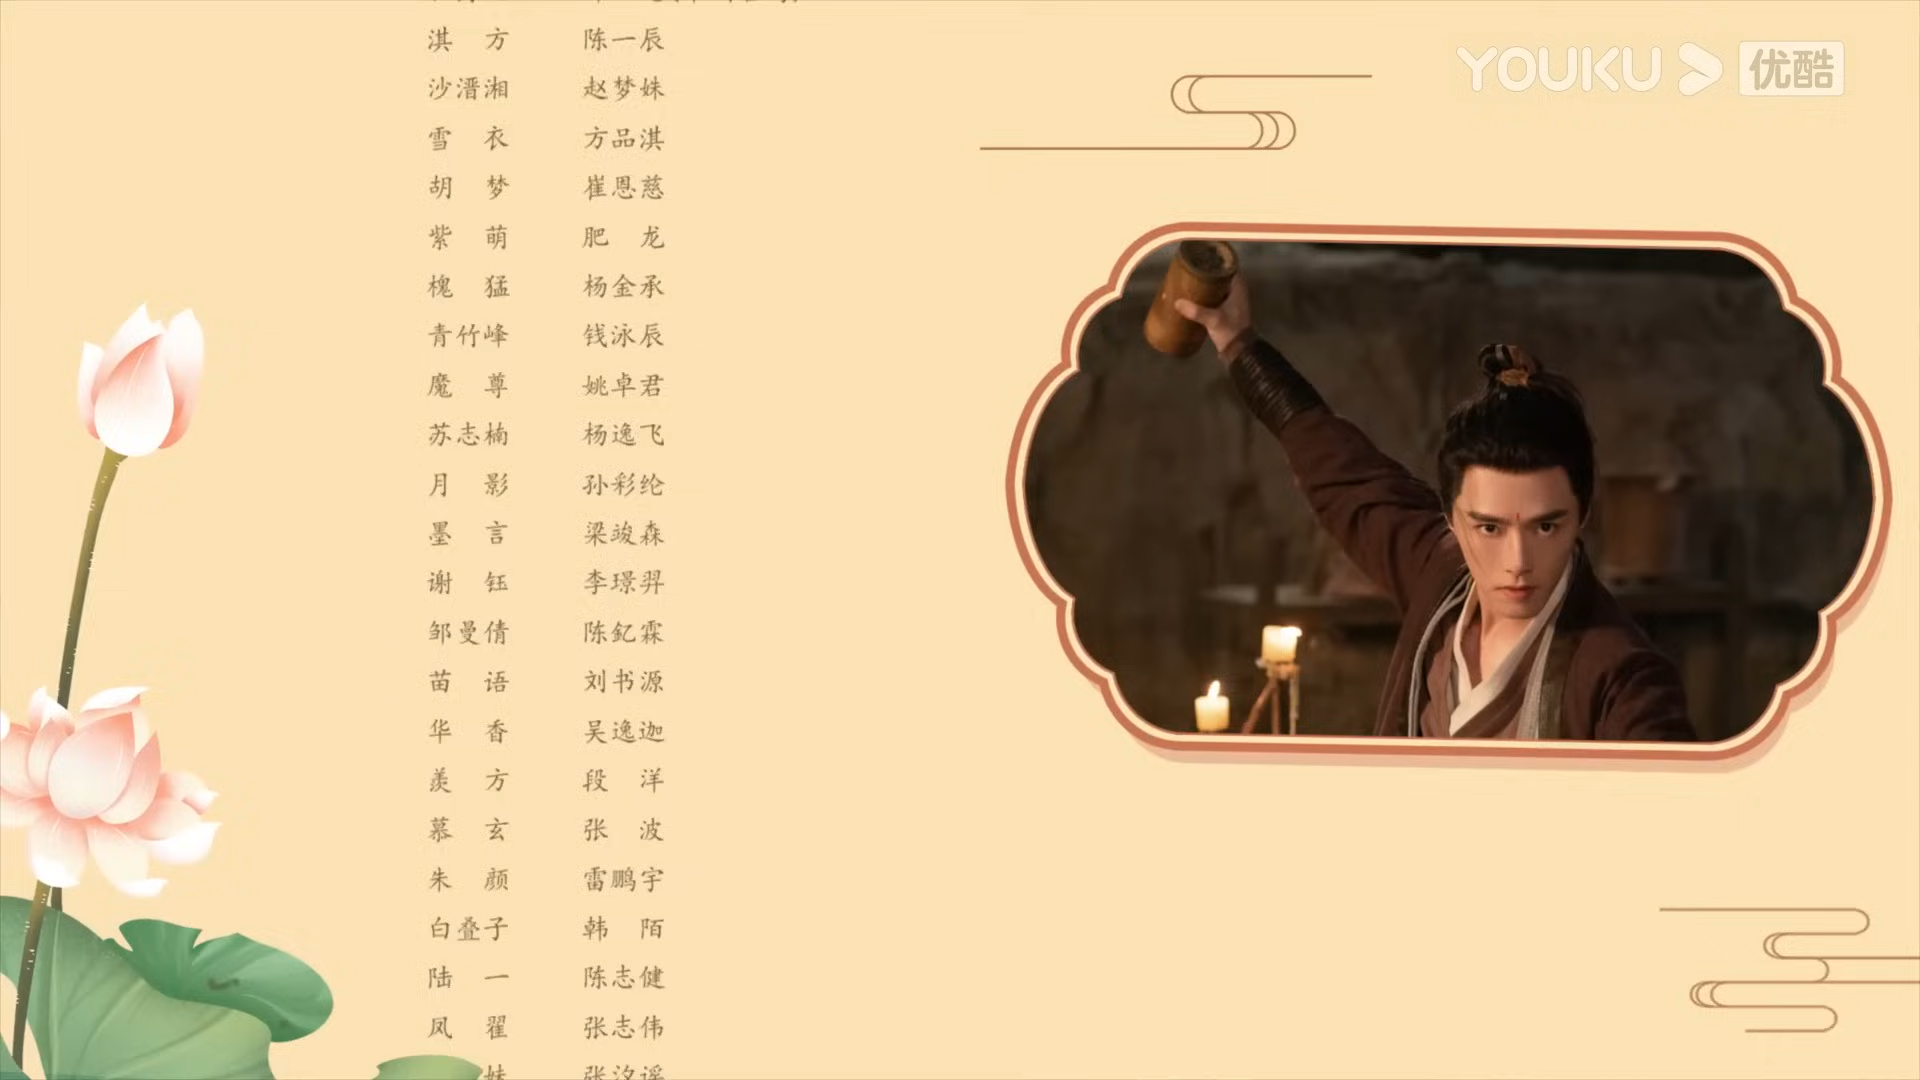 YOUKU 优酷
淇方 陈一辰
沙溍湘 赵梦姝
雪衣 方品淇
胡梦 崔恩慈
紫萌 肥龙
槐猛 杨金承
青竹峰 钱泳辰
魔尊 姚卓君
苏志楠 杨逸飞
月影 孙彩纶
墨言 梁竣森
谢钰 李璟羿
邹曼倩 陈釔霖
苗语 刘书源
华香 吴逸迦
羡方 段洋
慕玄 张波
朱颜 雷鹏宇
白叠子 韩陌
陆一 陈志健
凤翟 张志伟
妹 张汐谣